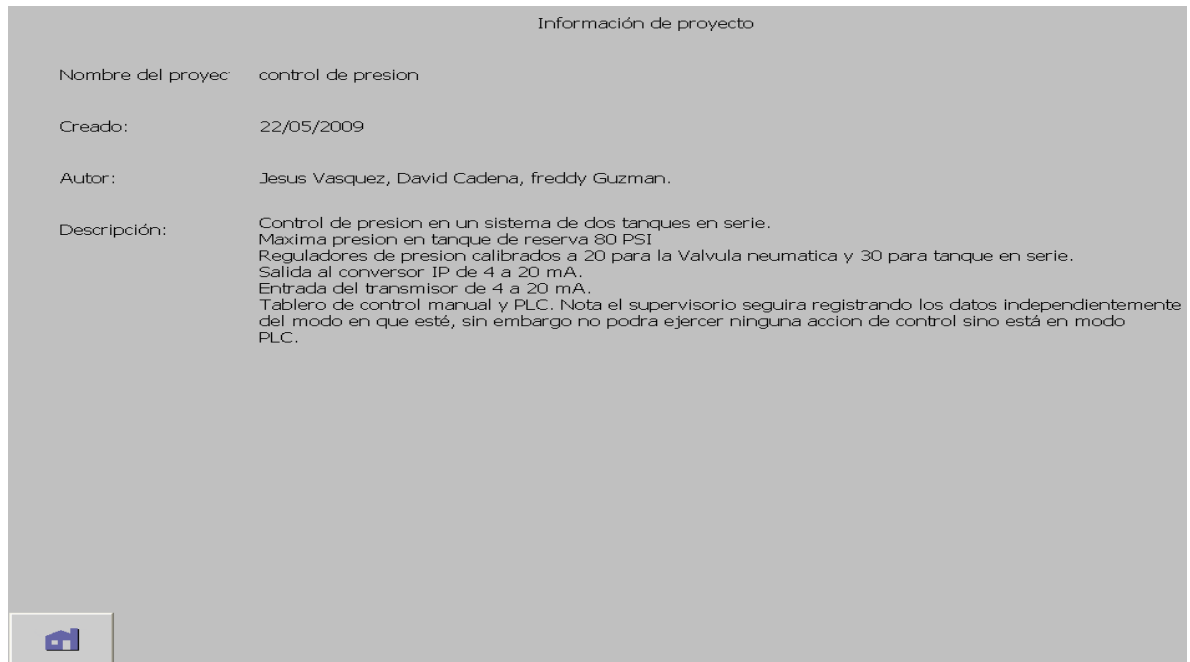 Información de proyecto
Nombre del proyec control de presion
Creado: 22/05/2009
Autor: Jesus Vasquez, David Cadena, freddy Guzman.
Descripción: Control de presion en un sistema de dos tanques en serie.
Maxima presion en tanque de reserva 80 PSI
Reguladores de presion calibrados a 20 para la Valvula neumatica y 30 para tanque en serie.
Salida al conversor IP de 4 a 20 mA.
Entrada del transmisor de 4 a 20 mA.
Tablero de control manual y PLC. Nota el supervisorio seguira registrando los datos independientemente
del modo en que esté, sin embargo no podra ejercer ninguna accion de control sino está en modo
PLC.